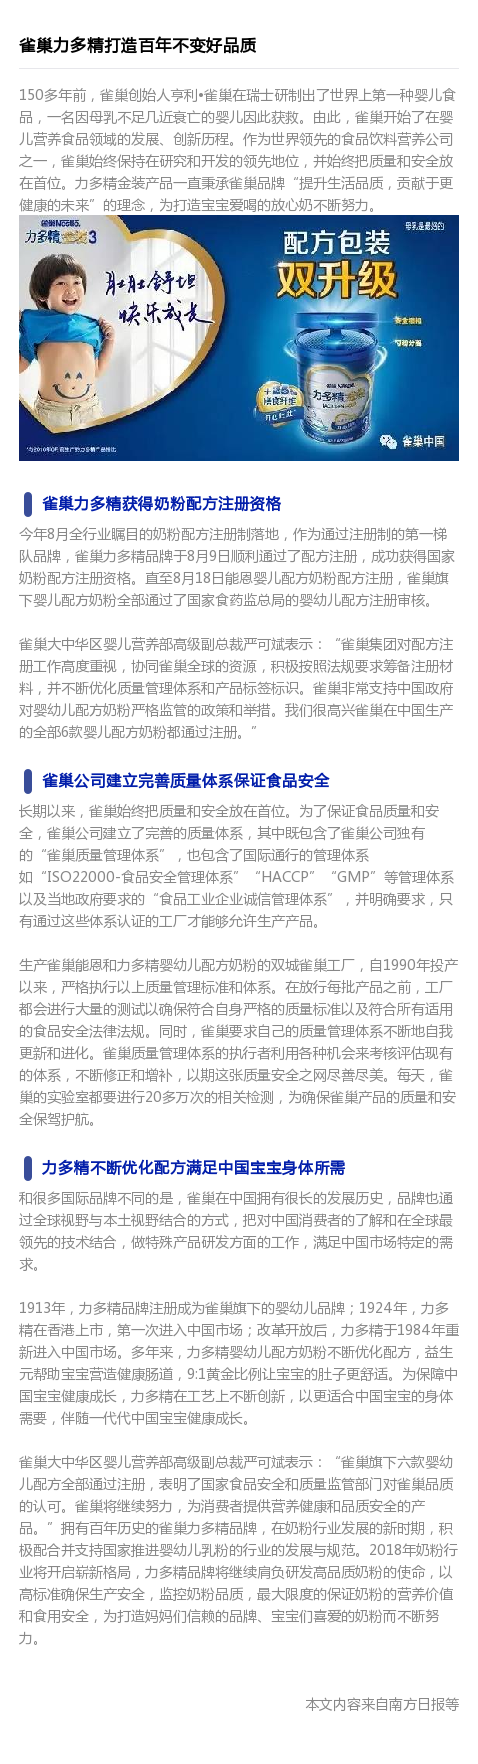 雀巢力多精打造百年不变好品质
150多年前，雀巢创始人亨利•雀巢在瑞士研制出了世界上第一种婴儿食
品，一名因母乳不足几近衰亡的婴儿因此获救。由此，雀巢开始了在婴
儿营养食品领域的发展、创新历程。作为世界领先的食品饮料营养公司
之一，雀巢始终保持在研究和开发的领先地位，并始终把质量和安全放
在首位。力多精金装产品一直秉承雀巢品牌“提升生活品质，贡献于更
健康的未来”的理念，为打造宝宝爱喝的放心奶不断努力。
雀巢 Nestlé
力多精金装3
母乳是最好的
配方包装
双升级
肚肚舒坦
快乐成长
力多精
膳食纤维
雀巢中国
雀巢力多精获得奶粉配方注册资格
今年8月全行业瞩目的奶粉配方注册制落地，作为通过注册制的第一梯
队品牌，雀巢力多精品牌于8月9日顺利通过了配方注册，成功获得国家
奶粉配方注册资格。直至8月18日能恩婴儿配方奶粉配方注册，雀巢旗
下婴儿配方奶粉全部通过了国家食药监总局的婴幼儿配方注册审核。
雀巢大中华区婴儿营养部高级副总裁严可斌表示：“雀巢集团对配方注
册工作高度重视，协同雀巢全球的资源，积极按照法规要求筹备注册材
料，并不断优化质量管理体系和产品标签标识。雀巢非常支持中国政府
对婴幼儿配方奶粉严格监管的政策和举措。我们很高兴雀巢在中国生产
的全部6款婴儿配方奶粉都通过注册。”
雀巢公司建立完善质量体系保证食品安全
长期以来，雀巢始终把质量和安全放在首位。为了保证食品质量和安
全，雀巢公司建立了完善的质量体系，其中既包含了雀巢公司独有
的“雀巢质量管理体系”，也包含了国际通行的管理体系
如“ISO22000-食品安全管理体系”“HACCP”“GMP”等管理体系
以及当地政府要求的“食品工业企业诚信管理体系”，并明确要求，只
有通过这些体系认证的工厂才能够允许生产产品。
生产雀巢能恩和力多精婴幼儿配方奶粉的双城雀巢工厂，自1990年投产
以来，严格执行以上质量管理标准和体系。在放行每批产品之前，工厂
都会进行大量的测试以确保符合自身严格的质量标准以及符合所有适用
的食品安全法律法规。同时，雀巢要求自己的质量管理体系不断地自我
更新和进化。雀巢质量管理体系的执行者利用各种机会来考核评估现有
的体系，不断修正和增补，以期这张质量安全之网尽善尽美。每天，雀
巢的实验室都要进行20多万次的相关检测，为确保雀巢产品的质量和安
全保驾护航。
力多精不断优化配方满足中国宝宝身体所需
和很多国际品牌不同的是，雀巢在中国拥有很长的发展历史，品牌也通
过全球视野与本土视野结合的方式，把对中国消费者的了解和在全球最
领先的技术结合，做特殊产品研发方面的工作，满足中国市场特定的需
求。
1913年，力多精品牌注册成为雀巢旗下的婴幼儿品牌；1924年，力多
精在香港上市，第一次进入中国市场；改革开放后，力多精于1984年重
新进入中国市场。多年来，力多精婴幼儿配方奶粉不断优化配方，益生
元帮助宝宝营造健康肠道，9:1黄金比例让宝宝的肚子更舒适。为保障中
国宝宝健康成长，力多精在工艺上不断创新，以更适合中国宝宝的身体
需要，伴随一代代中国宝宝健康成长。
雀巢大中华区婴儿营养部高级副总裁严可斌表示：“雀巢旗下六款婴幼
儿配方全部通过注册，表明了国家食品安全和质量监管部门对雀巢品质
的认可。雀巢将继续努力，为消费者提供营养健康和品质安全的产
品。”拥有百年历史的雀巢力多精品牌，在奶粉行业发展的新时期，积
极配合并支持国家推进婴幼儿乳粉的行业的发展与规范。2018年奶粉行
业将开启崭新格局，力多精品牌将继续肩负研发高品质奶粉的使命，以
高标准确保生产安全，监控奶粉品质，最大限度的保证奶粉的营养价值
和食用安全，为打造妈妈们信赖的品牌、宝宝们喜爱的奶粉而不断努
力。
本文内容来自南方日报等